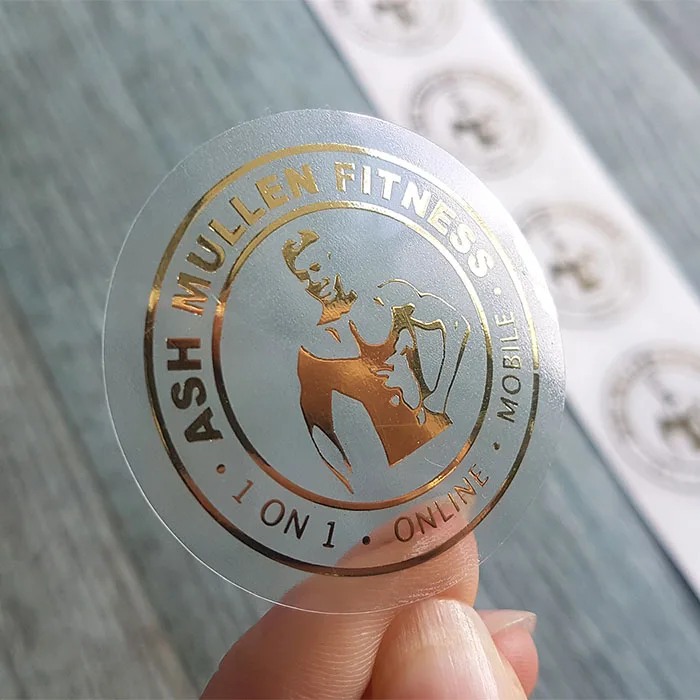 ASH MULLEN FITNESS
• 1 ON 1 • ONLINE • MOBILE •